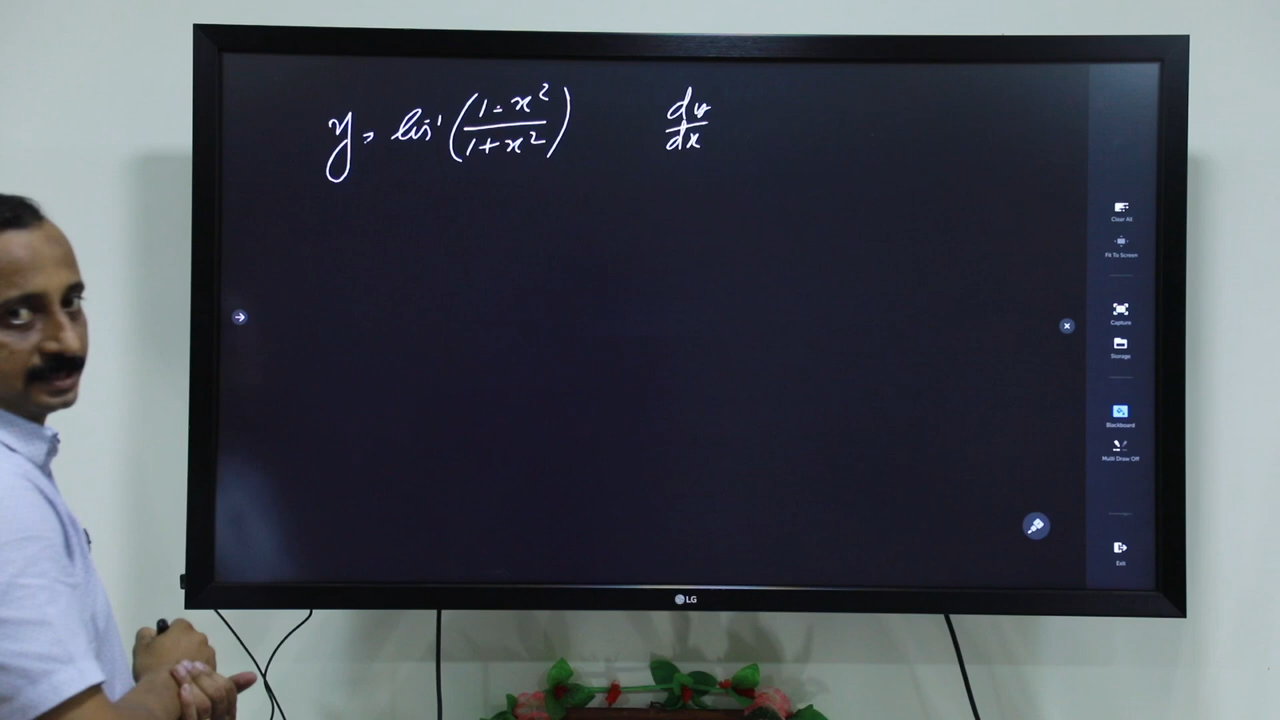 y = cos⁻¹ ((1-x²)/(1+x²)) dy/dx
Clear All
Fit To Screen
Capture
Storage
Blackboard
Multi Draw Off
Exit
LG